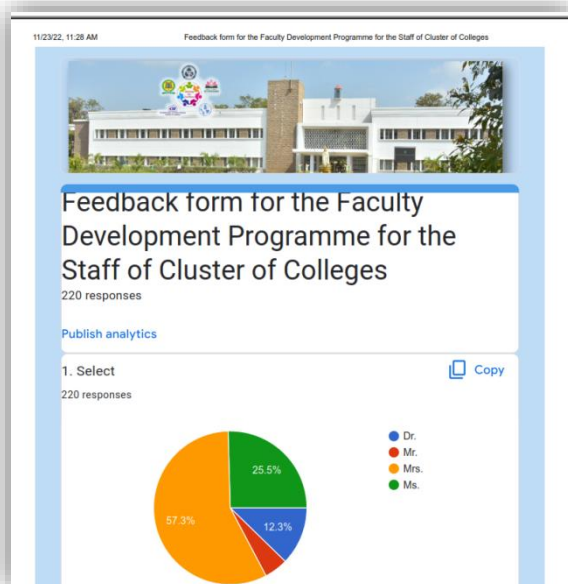 11/23/22, 11:28 AM
Feedback form for the Faculty Development Programme for the Staff of Cluster of Colleges
Feedback form for the Faculty
Development Programme for the
Staff of Cluster of Colleges
220 responses
Publish analytics
1. Select
Copy
220 responses
Dr.
Mr.
Mrs.
Ms.
25.5%
57.3%
12.3%